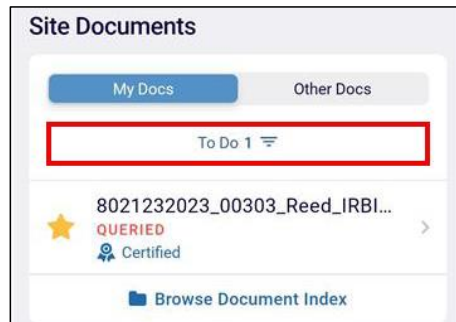 Site Documents
My Docs
Other Docs
To Do 1
8021232023_00303_Reed_IRBI...
QUERIED
Certified
Browse Document Index